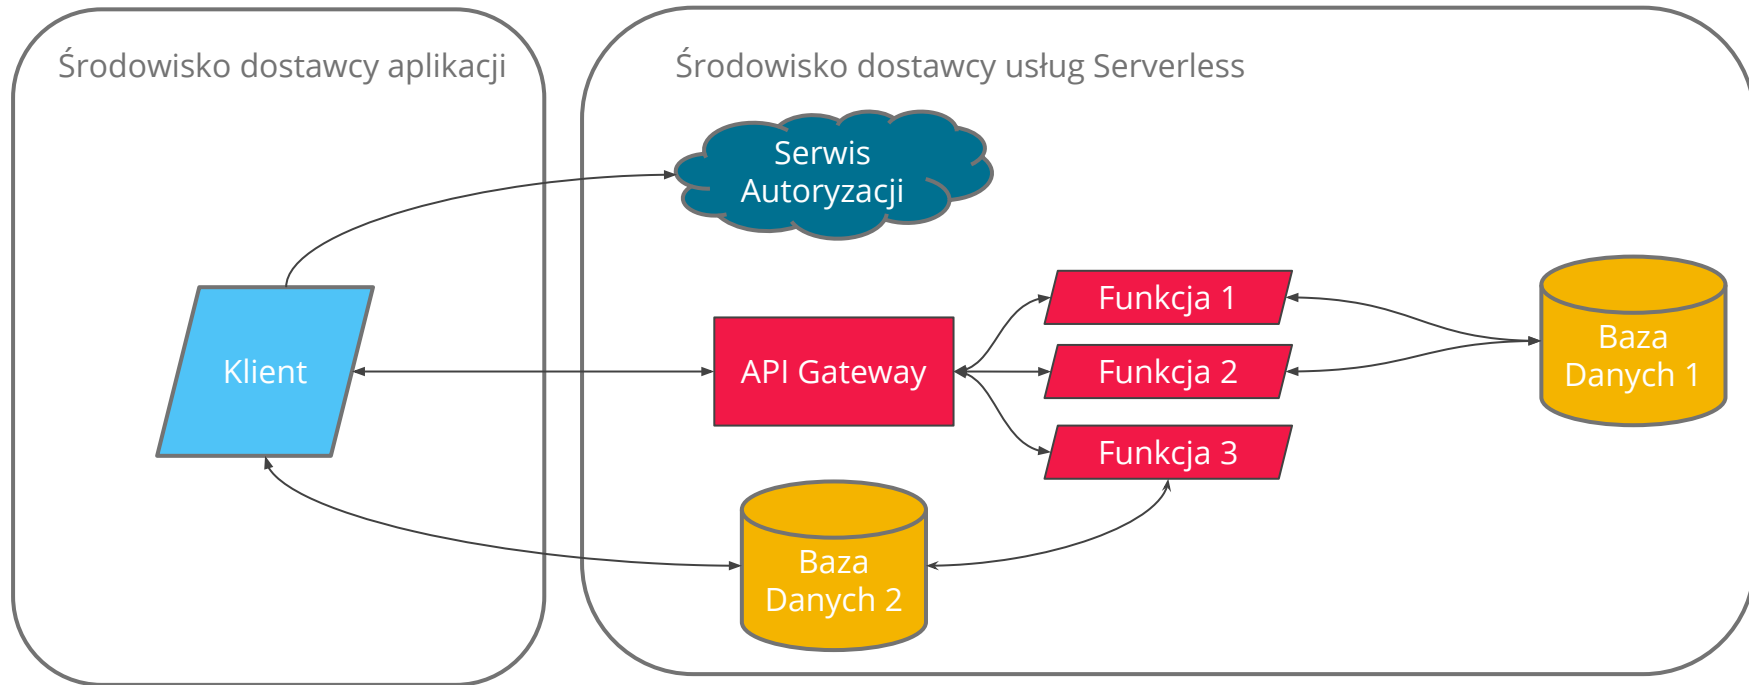 Środowisko dostawcy aplikacji
Środowisko dostawcy usług Serverless
Serwis
Autoryzacji
Klient
API Gateway
Funkcja 1
Funkcja 2
Funkcja 3
Baza
Danych 1
Baza
Danych 2